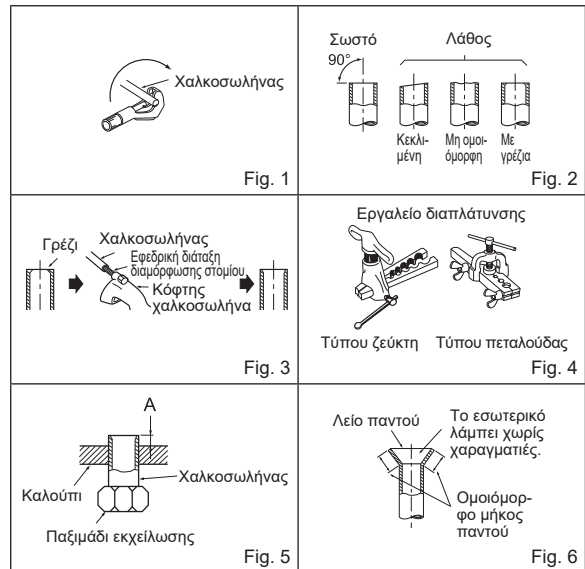 Χαλκοσωλήνας
Fig. 1
Σωστό
Λάθος
90°
Κεκλι-
μένη
Μη ομοι-
όμορφη
Με
γρέζια
Fig. 2
Γρέζι
Χαλκοσωλήνας
Εφεδρική διάταξη
διαμόρφωσης στομίου
Κόφτης
χαλκοσωλήνα
Fig. 3
Εργαλείο διαπλάτυνσης
Τύπου ζεύκτη
Τύπου πεταλούδας
Fig. 4
A
Χαλκοσωλήνας
Καλούπι
Παξιμάδι εκχείλωσης
Fig. 5
Λείο παντού
Το εσωτερικό
λάμπει χωρίς
χαραγματιές.
Ομοιόμορ-
φο μήκος
παντού
Fig. 6